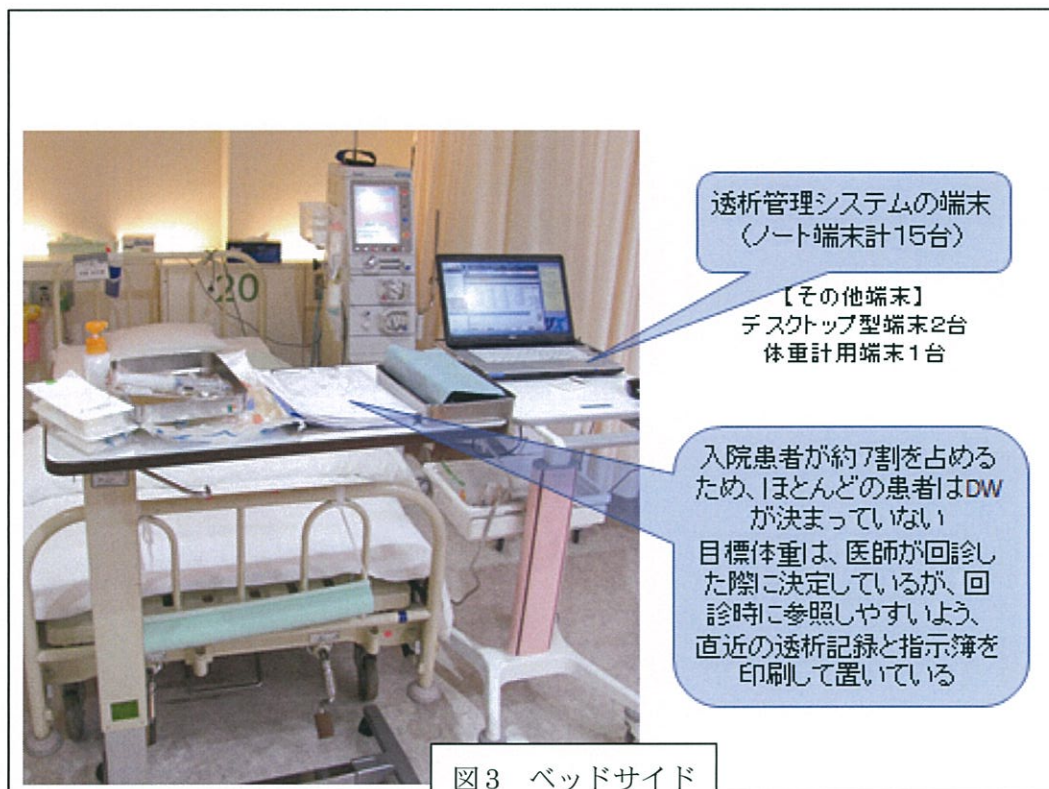 20
透析管理システムの端末
(ノート端末計15台)
【その他端末】
デスクトップ型端末2台
体重計用端末1台
入院患者が約7割を占める
ため、ほとんどの患者はDW
が決まっていない
目標体重は、医師が回診し
た際に決定しているが、回
診時に参照しやすいよう、
直近の透析記録と指示簿を
印刷して置いている
図3 ベッドサイド